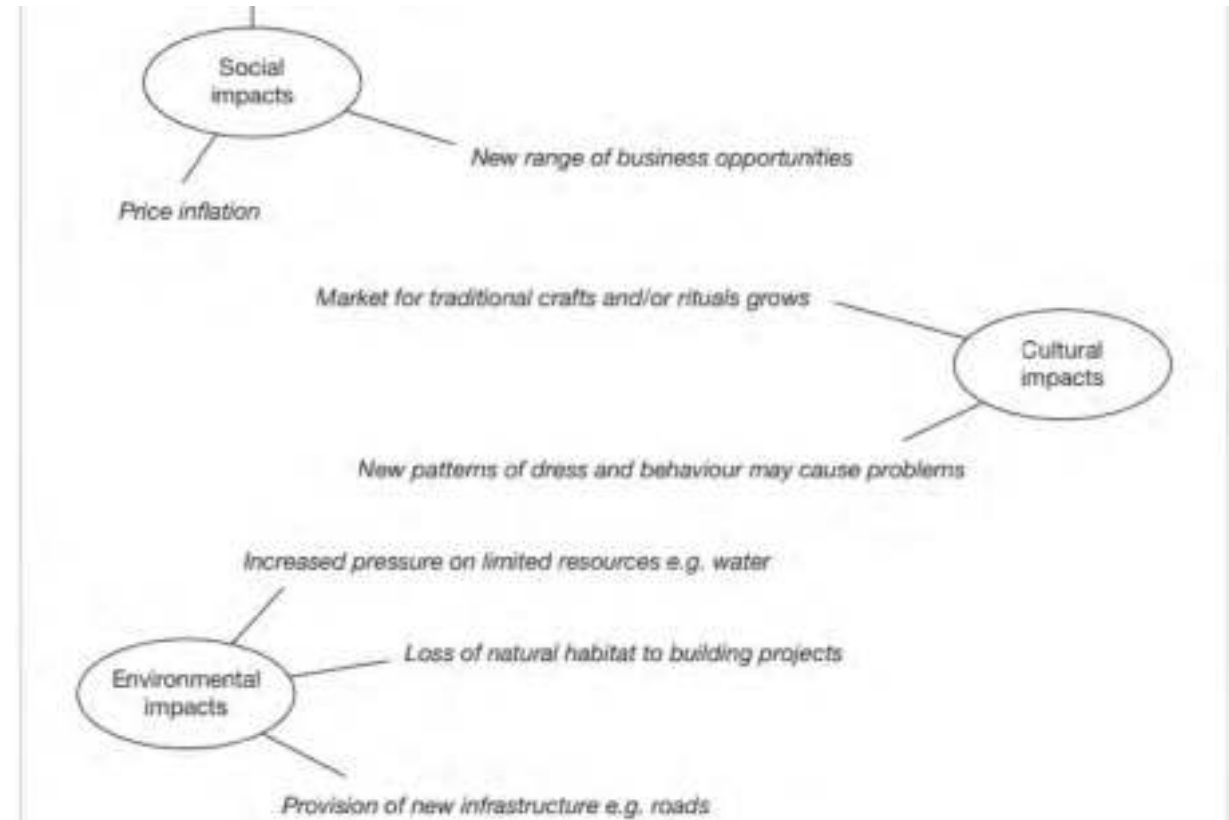 Social
impacts
New range of business opportunities
Price inflation
Market for traditional crafts and/or rituals grows
Cultural
impacts
New patterns of dress and behaviour may cause problems
Increased pressure on limited resources e.g. water
Loss of natural habitat to building projects
Environmental
impacts
Provision of new infrastructure e.g. roads